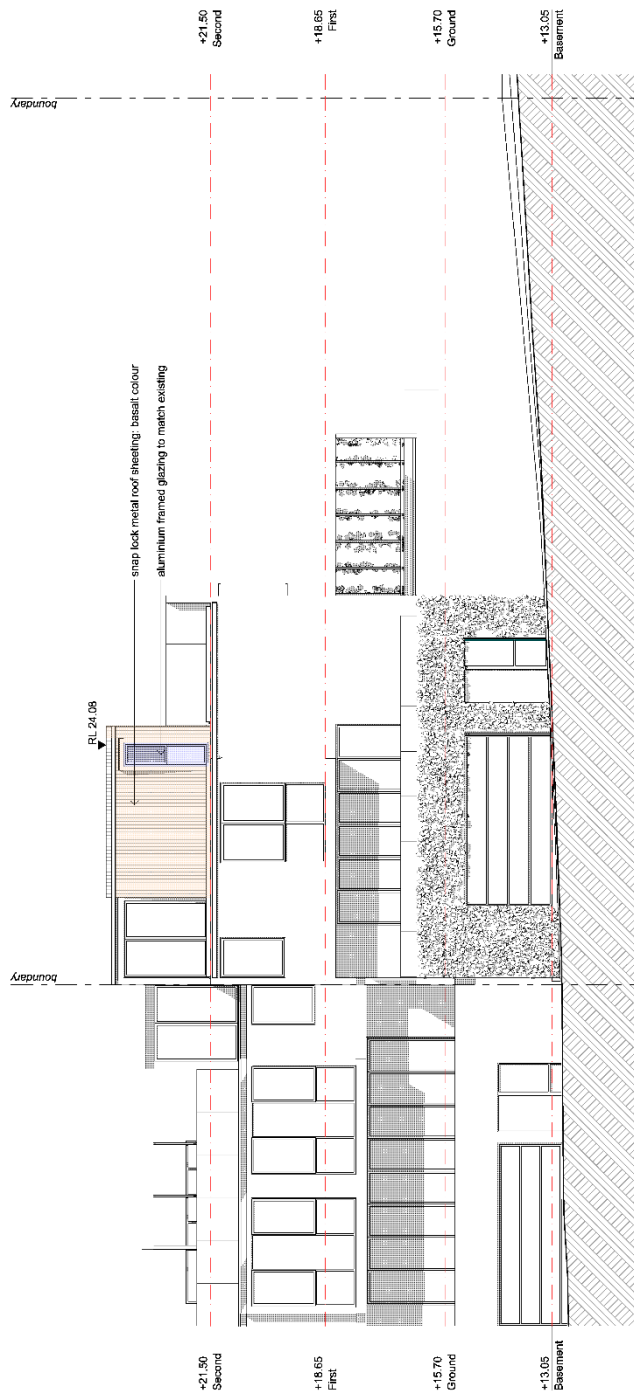 boundary
boundary
RL 24.08
snap lock metal roof sheeting: basalt colour
aluminium framed glazing to match existing
+21.50
Second
+18.65
First
+15.70
Ground
+13.05
Basement
+21.50
Second
+18.65
First
+15.70
Ground
+13.05
Basement